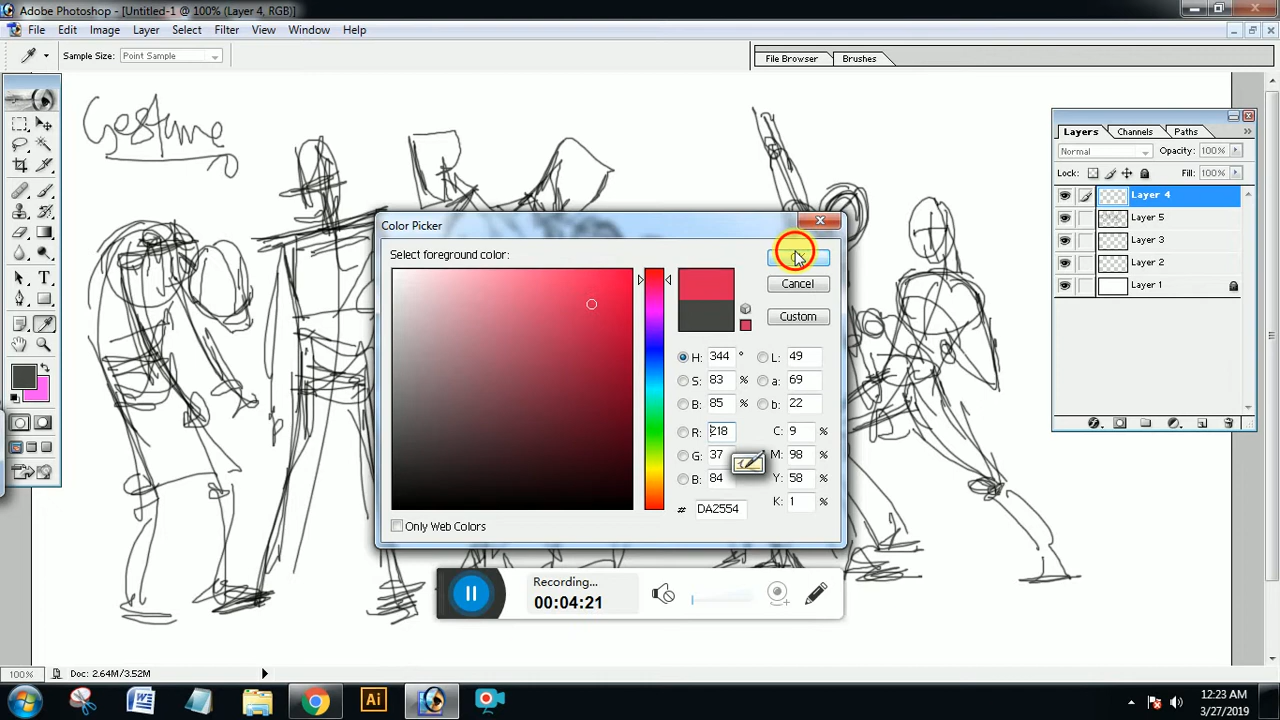 Adobe Photoshop - [Untitled-1 @ 100% (Layer 4, RGB)]
File Edit Image Layer Select Filter View Window Help
Sample Size: Point Sample
File Browser Brushes
Gesture
Layers Channels Paths
Normal Opacity: 100%
Lock: Fill: 100%
Layer 4
Layer 5
Layer 3
Layer 2
Layer 1
Color Picker
Select foreground color:
Cancel
Custom
H: 344 ° L: 49
S: 83 % a: 69
B: 85 % b: 22
R: 218 C: 9 %
G: 37 M: 98 %
B: 84 Y: 58 %
# DA2554 K: 1 %
Only Web Colors
Recording...
00:04:21
100% Doc: 2.64M/3.52M
Ai
12:23 AM
3/27/2019